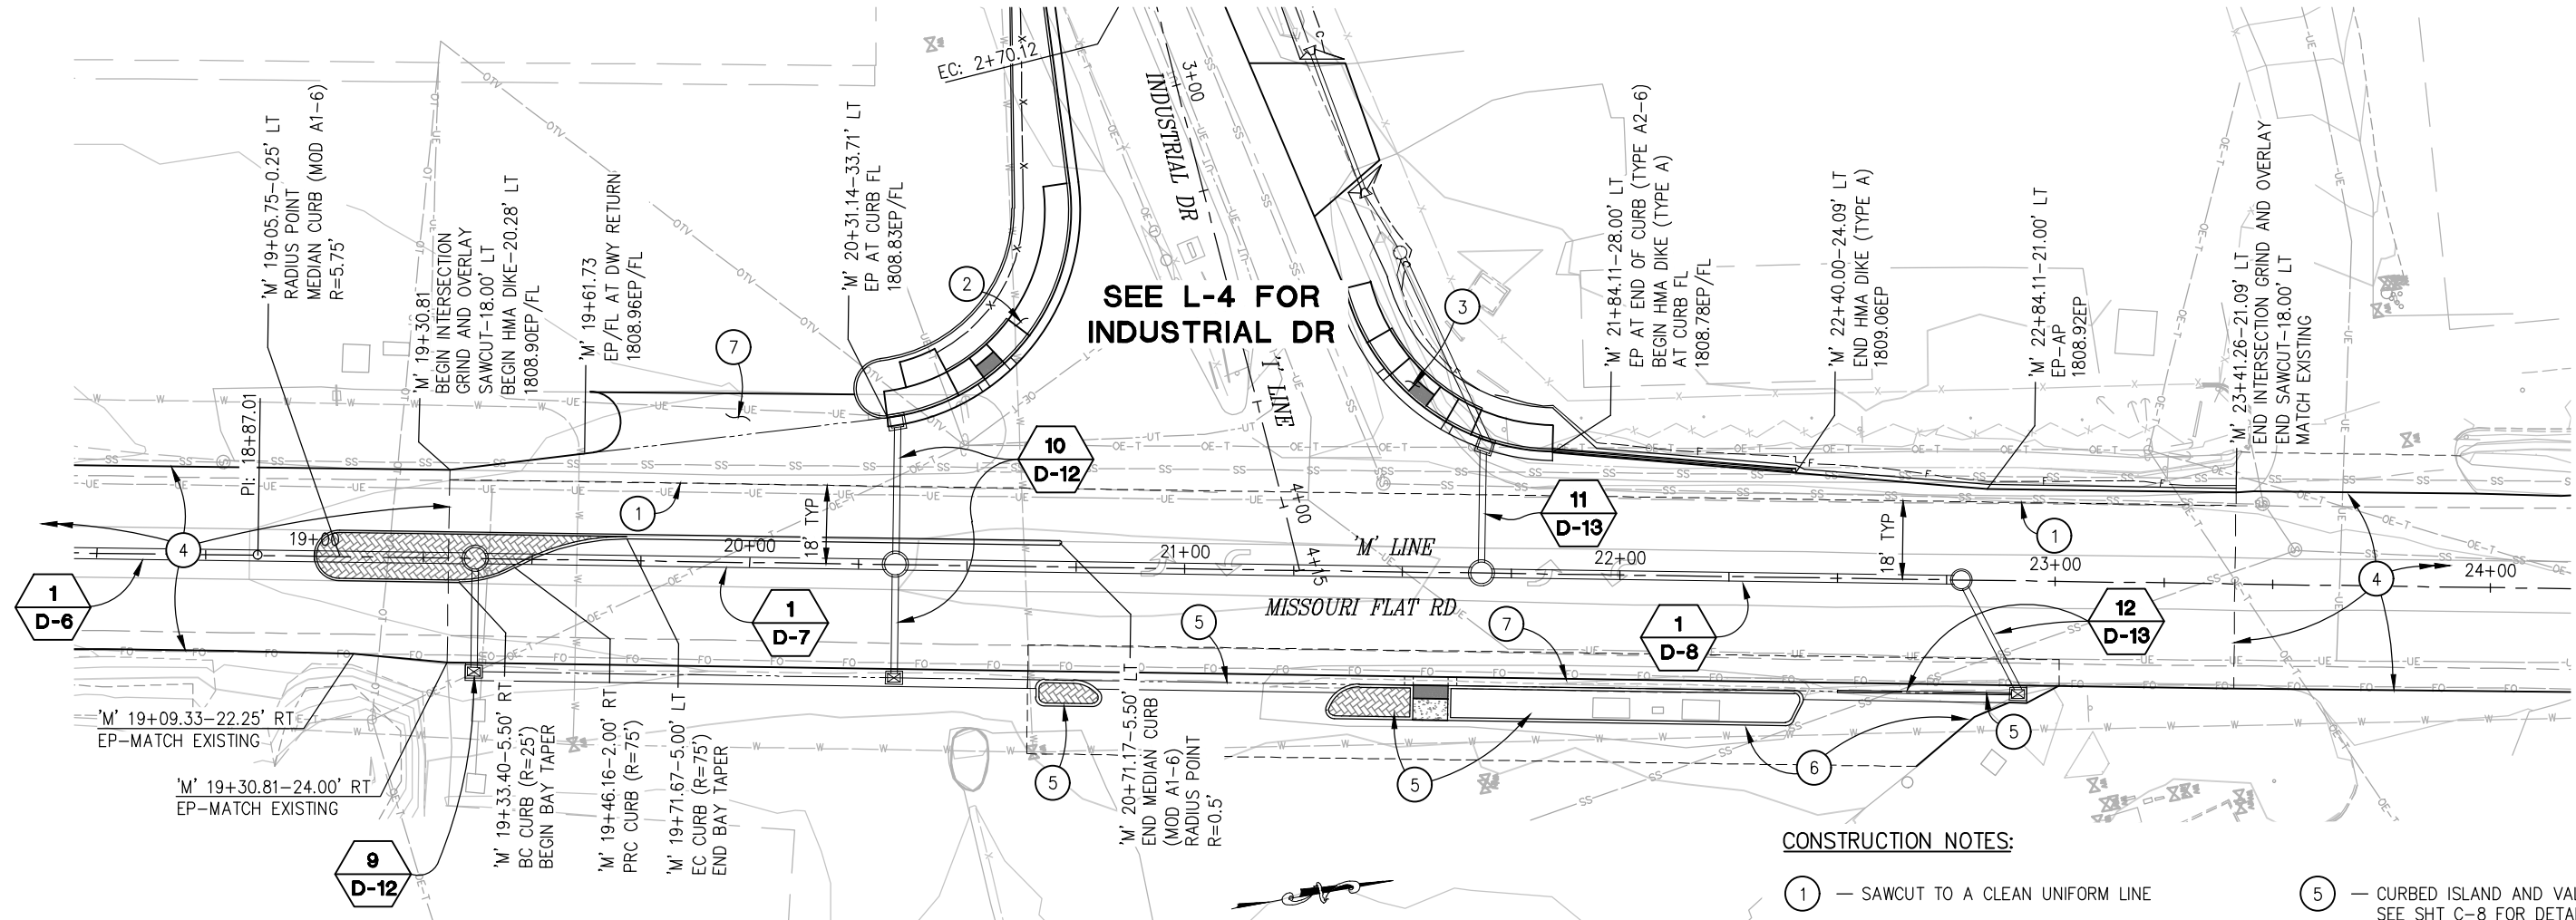 EC: 2+70.12
INDUSTRIAL DR
3+00
SEE L-4 FOR
INDUSTRIAL DR
'I' LINE
4+00
4+15
'M' 19+05.75-0.25' LT
RADIUS POINT
MEDIAN CURB (MOD A1-6)
R=5.75'
'M' 19+30.81
BEGIN INTERSECTION
GRIND AND OVERLAY
SAWCUT-18.00' LT
BEGIN HMA DIKE-20.28' LT
1808.90EP/FL
'M' 19+61.73
EP/FL AT DWY RETURN
1808.96EP/FL
'M' 20+31.14-33.71' LT
EP AT CURB FL
1808.83EP/FL
'M' 21+84.11-28.00' LT
EP AT END OF CURB (TYPE A2-6)
BEGIN HMA DIKE (TYPE A)
AT CURB FL
1808.78EP/FL
'M' 22+40.00-24.09' LT
END HMA DIKE (TYPE A)
1809.06EP
'M' 22+84.11-21.00' LT
EP-AP
1808.92EP
'M' 23+41.26-21.09' LT
END INTERSECTION GRIND AND OVERLAY
END SAWCUT-18.00' LT
MATCH EXISTING
7
2
3
PI: 18+87.01
1
18' TYP
10
D-12
11
D-13
18' TYP
1
4
19+00
20+00
21+00
'M' LINE
22+00
23+00
4
24+00
1
D-6
1
D-7
MISSOURI FLAT RD
5
7
1
D-8
12
D-13
'M' 19+09.33-22.25' RT
EP-MATCH EXISTING
'M' 19+30.81-24.00' RT
EP-MATCH EXISTING
9
D-12
'M' 19+33.40-5.50' RT
BC CURB (R=25')
BEGIN BAY TAPER
'M' 19+46.16-2.00' RT
PRC CURB (R=75')
'M' 19+71.67-5.00' LT
EC CURB (R=75')
END BAY TAPER
5
'M' 20+71.17-5.50' LT
END MEDIAN CURB
(MOD A1-6)
RADIUS POINT
R=0.5'
5
6
5
CONSTRUCTION NOTES:
1 — SAWCUT TO A CLEAN UNIFORM LINE
5 — CURBED ISLAND AND
SEE SHT C-8 FOR